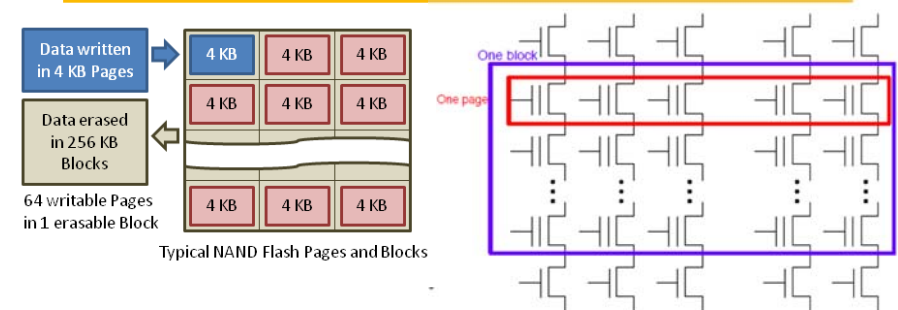 Data written
in 4 KB Pages
Data erased
in 256 KB
Blocks
64 writable Pages
in 1 erasable Block
4 KB 4 KB 4 KB
4 KB 4 KB 4 KB
4 KB 4 KB 4 KB
Typical NAND Flash Pages and Blocks
One block
One page